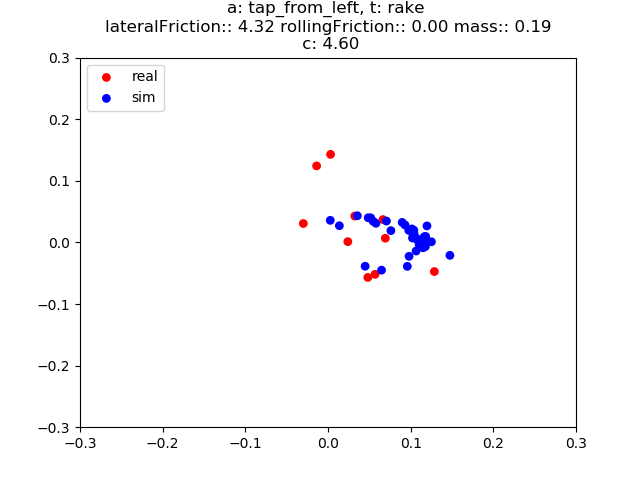 a: tap_from_left, t: rake
lateralFriction:: 4.32 rollingFriction:: 0.00 mass:: 0.19
c: 4.60
real
sim
0.3
0.2
0.1
0.0
−0.1
−0.2
−0.3
−0.3
−0.2
−0.1
0.0
0.1
0.2
0.3